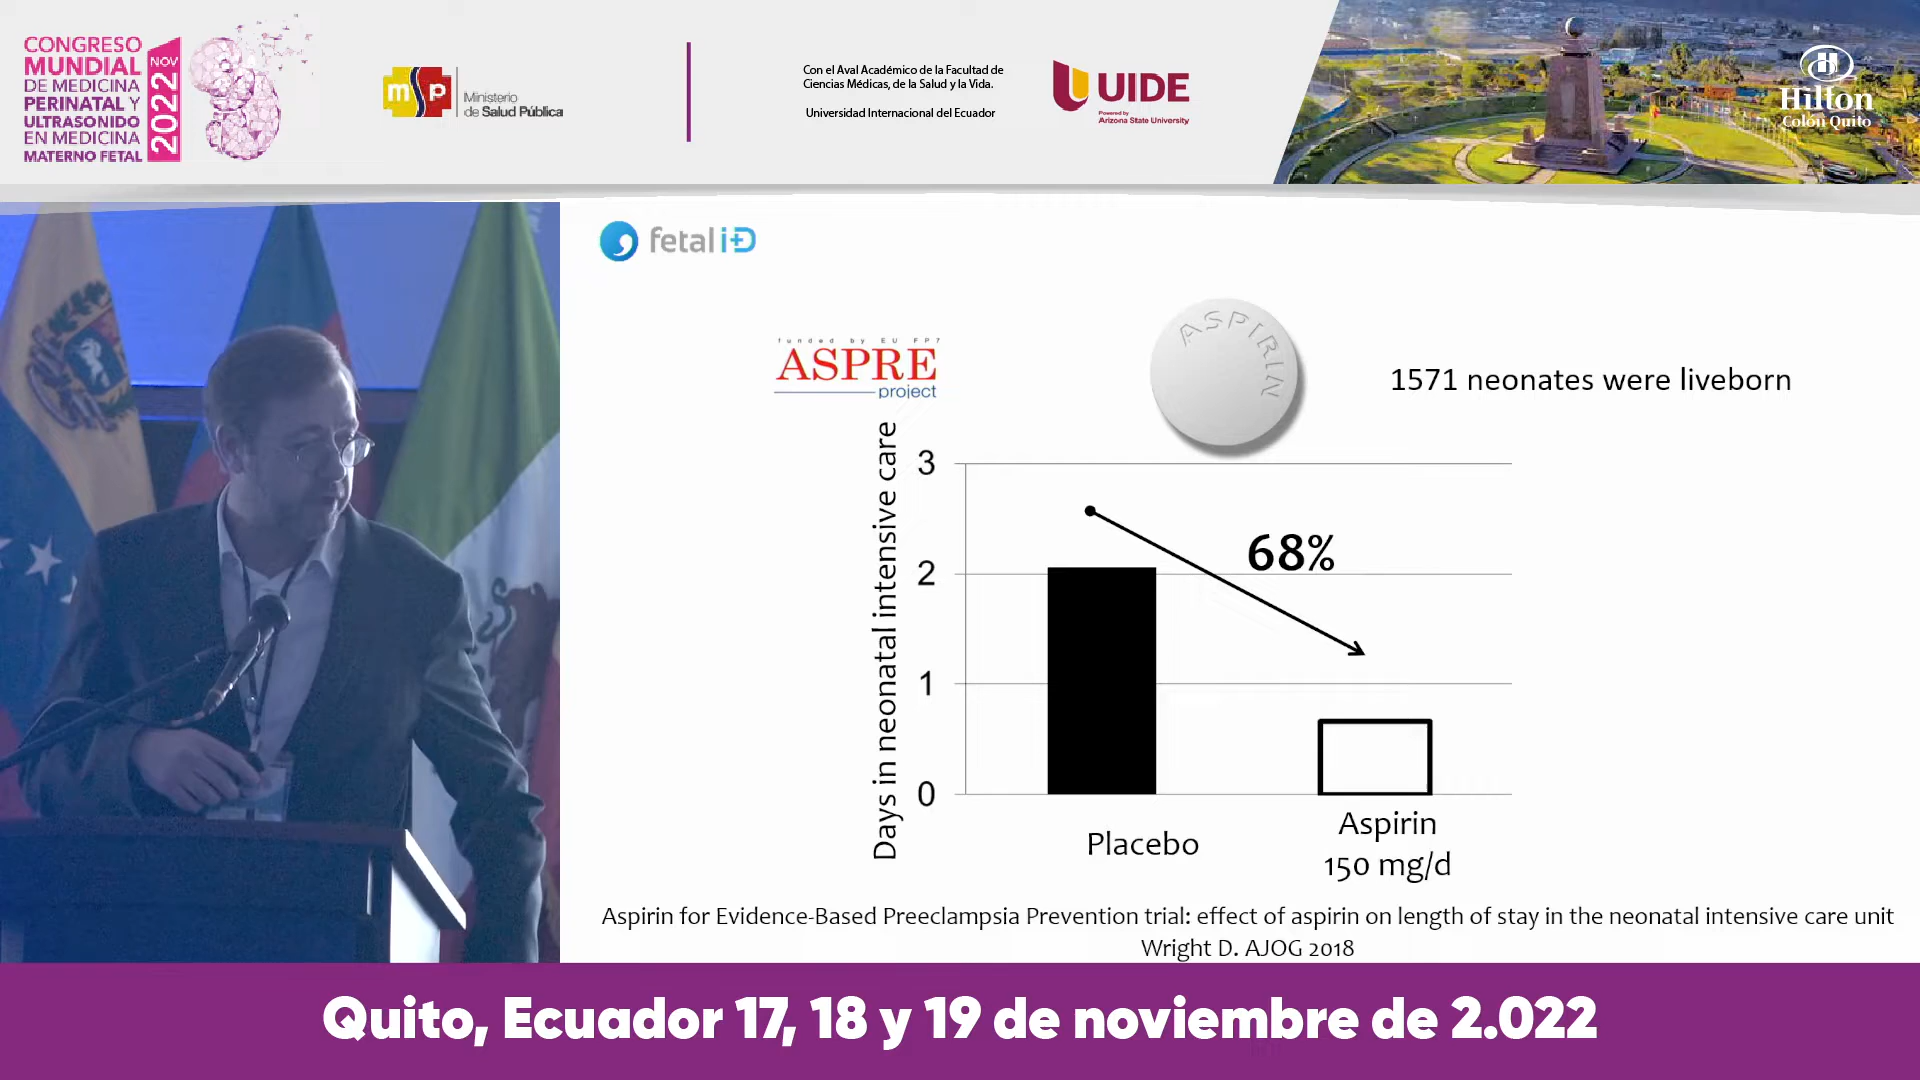 CONGRESO
MUNDIAL
DE MEDICINA
PERINATAL Y
ULTRASONIDO
EN MEDICINA
MATERNO FETAL
NOV
2022
msp
Ministerio
de Salud Pública
Con el Aval Académico de la Facultad de
Ciencias Médicas, de la Salud y la Vida.
Universidad Internacional del Ecuador
UIDE
Powered by
Arizona State University
Hilton
Colón Quito
fetal i+D
funded by EU FP7
ASPRE
project
ASPIRIN
1571 neonates were liveborn
Days in neonatal intensive care
3
2
1
0
68%
Placebo
Aspirin
150 mg/d
Aspirin for Evidence-Based Preeclampsia Prevention trial: effect of aspirin on length of stay in the neonatal intensive care unit
Wright D. AJOG 2018
Quito, Ecuador 17, 18 y 19 de noviembre de 2.022